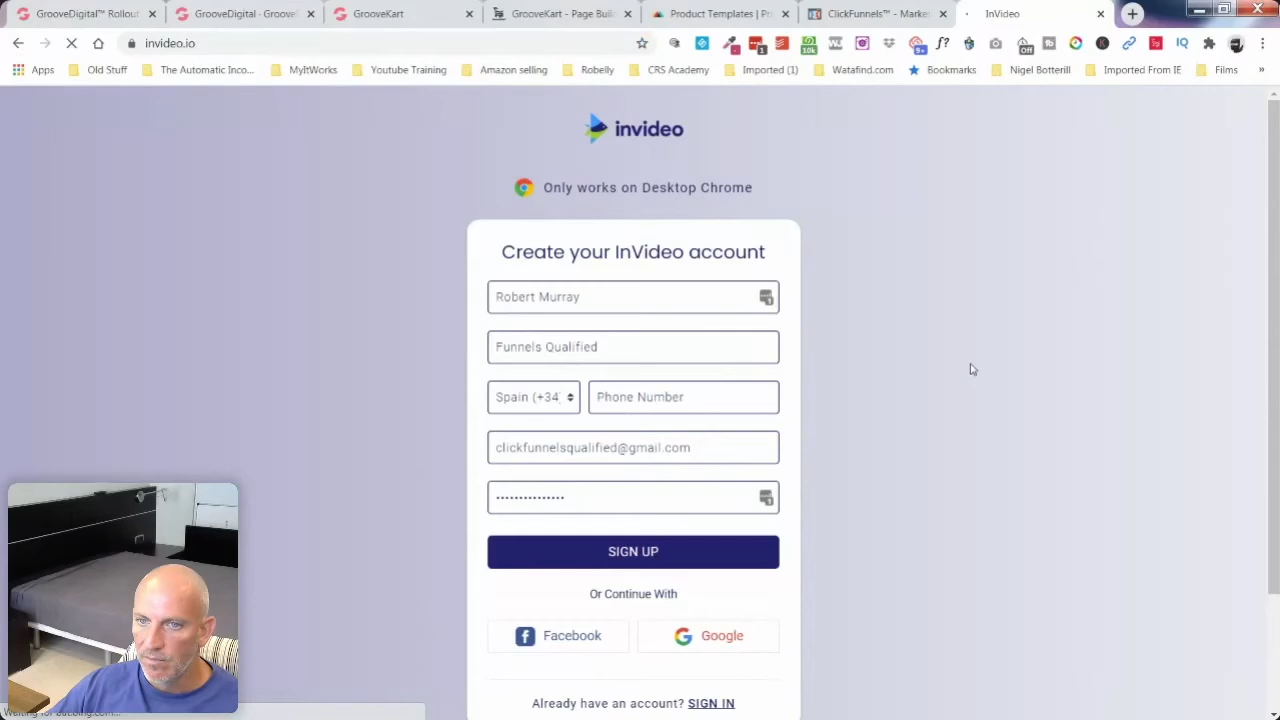 GrooveDigital™ Rollout
GrooveDigital - Groove
GrooveKart
GrooveKart - Page Buil
Product Templates | Pr
ClickFunnels™ - Marke
InVideo
invideo.io
Apps
Old Stuff
The Automatic Inco...
MyItWorks
Youtube Training
Amazon selling
Robelly
CRS Academy
Imported (1)
Watafind.com
Bookmarks
Nigel Botterill
Imported From IE
Films
»
invideo
Only works on Desktop Chrome
Create your InVideo account
Robert Murray
Funnels Qualified
Spain (+34)
Phone Number
clickfunnelsqualified@gmail.com
SIGN UP
Or Continue With
Facebook
Google
Already have an account? SIGN IN